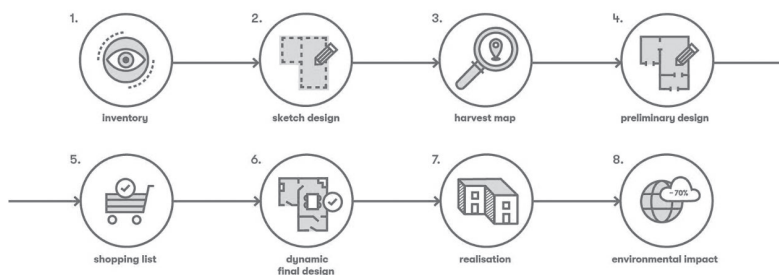 1.
inventory
2.
sketch design
3.
harvest map
4.
preliminary design
5.
shopping list
6.
dynamic
final design
7.
realisation
8.
-70%
environmental impact